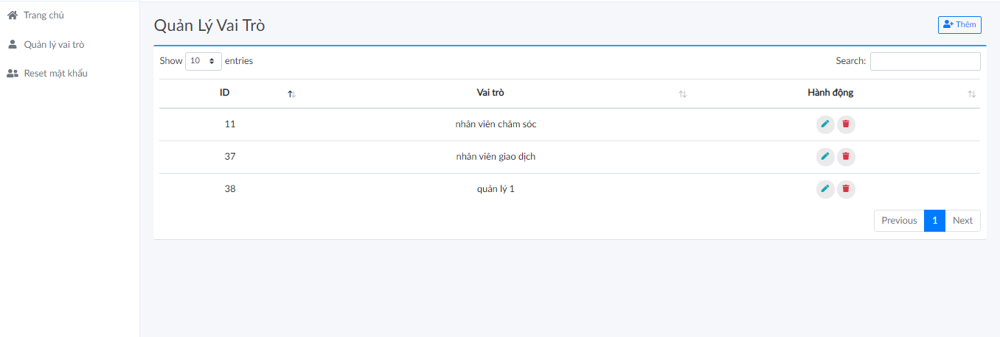 Trang chủ
Quản lý vai trò
Reset mật khẩu
Quản Lý Vai Trò
Thêm
Show 10 entries
Search:
ID Vai trò Hành động
11 nhân viên chăm sóc
37 nhân viên giao dịch
38 quản lý 1
Previous 1 Next